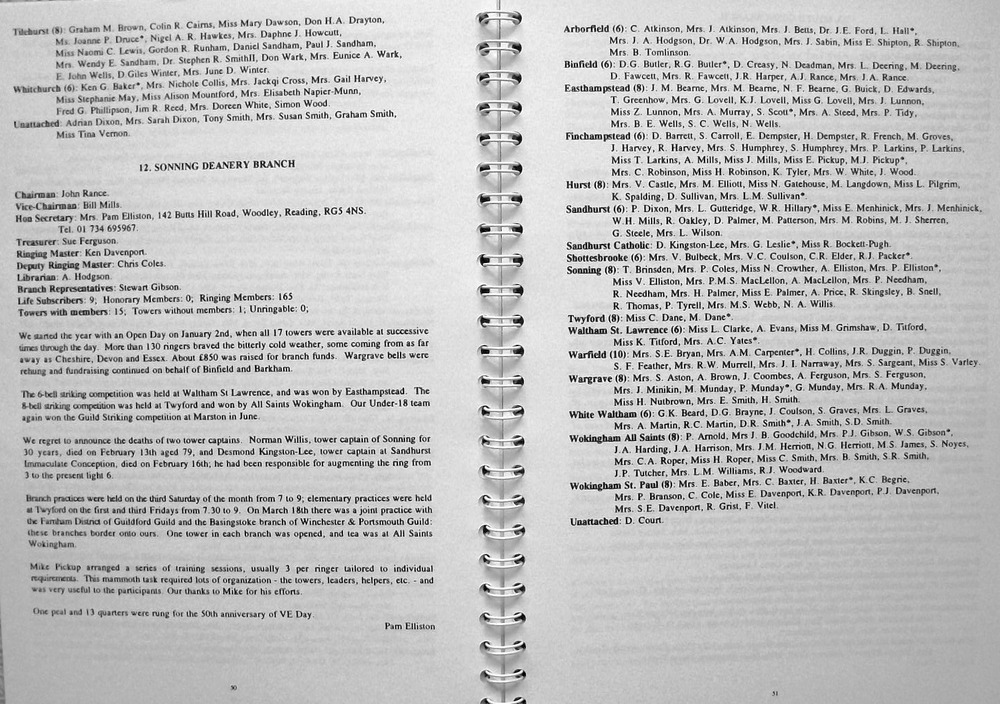 Tilehurst (8): Graham M. Brown, Colin R. Cairns, Miss Mary Dawson, Don H.A. Drayton,
Ms. Joanne P. Druce*, Nigel A. R. Hawkes, Mrs. Daphne J. Howcutt,
Miss Naomi C. Lewis, Gordon R. Runham, Daniel Sandham, Paul J. Sandham,
Mrs. Wendy E. Sandham, Dr. Stephen R. SmithII, Don Wark, Mrs. Eunice A. Wark,
E. John Wells, D.Giles Winter, Mrs. June D. Winter.
Whitchurch (6): Ken G. Baker*, Mrs. Nichole Collis, Mrs. Jackqi Cross, Mrs. Gail Harvey,
Miss Stephanie May, Miss Alison Mountford, Mrs. Elisabeth Napier-Munn,
Fred G. Phillipson, Jim R. Reed, Mrs. Doreen White, Simon Wood.
Unattached: Adrian Dixon, Mrs. Sarah Dixon, Tony Smith, Mrs. Susan Smith, Graham Smith,
Miss Tina Vernon.
12. SONNING DEANERY BRANCH
Chairman: John Rance.
Vice-Chairman: Bill Mills.
Hon Secretary: Mrs. Pam Elliston, 142 Butts Hill Road, Woodley, Reading, RG5 4NS.
Tel. 01 734 695967.
Treasurer: Sue Ferguson.
Ringing Master: Ken Davenport.
Deputy Ringing Master: Chris Coles.
Librarian: A. Hodgson.
Branch Representatives: Stewart Gibson.
Life Subscribers: 9; Honorary Members: 0; Ringing Members: 165
Towers with members: 15; Towers without members: 1; Unringable: 0;
We started the year with an Open Day on January 2nd, when all 17 towers were available at successive
times through the day. More than 130 ringers braved the bitterly cold weather, some coming from as far
away as Cheshire, Devon and Essex. About £850 was raised for branch funds. Wargrave bells were
rehung and fundraising continued on behalf of Binfield and Barkham.
The 6-bell striking competition was held at Waltham St Lawrence, and was won by Easthampstead. The
8-bell striking competition was held at Twyford and won by All Saints Wokingham. Our Under-18 team
again won the Guild Striking competition at Marston in June.
We regret to announce the deaths of two tower captains. Norman Willis, tower captain of Sonning for
30 years, died on February 13th aged 79, and Desmond Kingston-Lee, tower captain at Sandhurst
Immaculate Conception, died on February 16th; he had been responsible for augmenting the ring from
3 to the present light 6.
Branch practices were held on the third Saturday of the month from 7 to 9; elementary practices were held
at Twyford on the first and third Fridays from 7.30 to 9. On March 18th there was a joint practice with
the Farnham District of Guildford Guild and the Basingstoke branch of Winchester & Portsmouth Guild:
these branches border onto ours. One tower in each branch was opened, and tea was at All Saints
Wokingham.
Mike Pickup arranged a series of training sessions, usually 3 per ringer tailored to individual
requirements. This mammoth task required lots of organization - the towers, leaders, helpers, etc. - and
was very useful to the participants. Our thanks to Mike for his efforts.
One peal and 13 quarters were rung for the 50th anniversary of VE Day.
Pam Elliston
30
Arborfield (6): C. Atkinson, Mrs. J. Atkinson, Mrs. J. Betts, Dr. J.E. Ford, L. Hall*,
Mrs. J. A. Hodgson, Dr. W.A. Hodgson, Mrs. J. Sabin, Miss E. Shipton, R. Shipton,
Mrs. B. Tomlinson.
Binfield (6): D.G. Butler, R.G. Butler*, D. Creasy, N. Deadman, Mrs. L. Deering, M. Deering,
D. Fawcett, Mrs. R. Fawcett, J.R. Harper, A.J. Rance, Mrs. J.A. Rance.
Easthampstead (8): J. M. Bearne, Mrs. M. Bearne, N. F. Bearne, G. Buick, D. Edwards,
T. Greenhow, Mrs. G. Lovell, K.J. Lovell, Miss G. Lovell, Mrs. J. Lunnon,
Miss Z. Lunnon, Mrs. A. Murray, S. Scott*, Mrs. A. Steed, Mrs. P. Tidy,
Mrs. B. E. Wells, S. C. Wells, N. Wells.
Finchampstead (6): D. Barrett, S. Carroll, E. Dempster, H. Dempster, R. French, M. Groves,
J. Harvey, R. Harvey, Mrs. S. Humphrey, S. Humphrey, Mrs. P. Larkins, P. Larkins,
Miss T. Larkins, A. Mills, Miss J. Mills, Miss E. Pickup, M.J. Pickup*,
Mrs. C. Robinson, Miss H. Robinson, K. Tyler, Mrs. W. White, J. Wood.
Hurst (8): Mrs. V. Castle, Mrs. M. Elliott, Miss N. Gatehouse, M. Langdown, Miss L. Pilgrim,
K. Spalding, D. Sullivan, Mrs. L.M. Sullivan*.
Sandhurst (6): P. Dixon, Mrs. L. Gutteridge, W.R. Hillary*, Miss E. Menhinick, Mrs. J. Menhinick,
W.H. Mills, R. Oakley, D. Palmer, M. Patterson, Mrs. M. Robins, M. J. Sherren,
G. Steele, Mrs. L. Wilson.
Sandhurst Catholic: D. Kingston-Lee, Mrs. G. Leslie*, Miss R. Bockett-Pugh.
Shottesbrooke (6): Mrs. V. Bulbeck, Mrs. V.C. Coulson, C.R. Elder, R.J. Packer*.
Sonning (8): T. Brinsden, Mrs. P. Coles, Miss N. Crowther, A. Elliston, Mrs. P. Elliston*,
Miss V. Elliston, Mrs. P.M.S. MacLellon, A. MacLellon, Mrs. P. Needham,
R. Needham, Mrs. H. Palmer, Miss E. Palmer, A. Price, R. Skingsley, B. Snell,
R. Thomas, P. Tyrell, Mrs. M.S. Webb, N. A. Willis.
Twyford (8): Miss C. Dane, M. Dane*.
Waltham St. Lawrence (6): Miss L. Clarke, A. Evans, Miss M. Grimshaw, D. Titford,
Miss K. Titford, Mrs. A.C. Yates*.
Warfield (10): Mrs. S.E. Bryan, Mrs. A.M. Carpenter*, H. Collins, J.R. Duggin, P. Duggin,
S. F. Feather, Mrs. R.W. Murrell, Mrs. J. I. Narraway, Mrs. S. Sargeant, Miss S. Varley.
Wargrave (8): Mrs. S. Aston, A. Brown, J. Coombes, A. Ferguson, Mrs. S. Ferguson,
Mrs. J. Minikin, M. Munday, P. Munday*, G. Munday, Mrs. R.A. Munday,
Miss H. Nutbrown, Mrs. E. Smith, H. Smith.
White Waltham (6): G.K. Beard, D.G. Brayne, J. Coulson, S. Graves, Mrs. L. Graves,
Mrs. A. Martin, R.C. Martin, D.R. Smith*, J.A. Smith, S.D. Smith.
Wokingham All Saints (8): P. Arnold, Mrs J. B. Goodchild, Mrs. P.J. Gibson, W.S. Gibson*,
J.A. Harding, J.A. Harrison, Mrs. J.M. Herriott, N.G. Herriott, M.S. James, S. Noyes,
Mrs. C.A. Roper, Miss H. Roper, Miss C. Smith, Mrs. B. Smith, S.R. Smith,
J.P. Tutcher, Mrs. L.M. Williams, R.J. Woodward.
Wokingham St. Paul (8): Mrs. E. Baber, Mrs. C. Baxter, H. Baxter*, K.C. Begrie,
Mrs. P. Branson, C. Cole, Miss E. Davenport, K.R. Davenport, P.J. Davenport,
Mrs. S.E. Davenport, R. Grist, F. Vitel.
Unattached: D. Court.
31